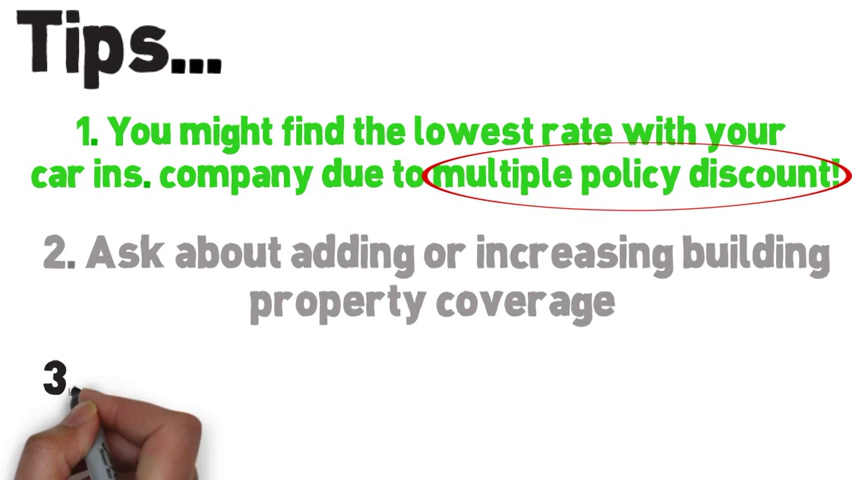 Tips...
1. You might find the lowest rate with your
car ins. company due to multiple policy discount!
2. Ask about adding or increasing building
property coverage
3.